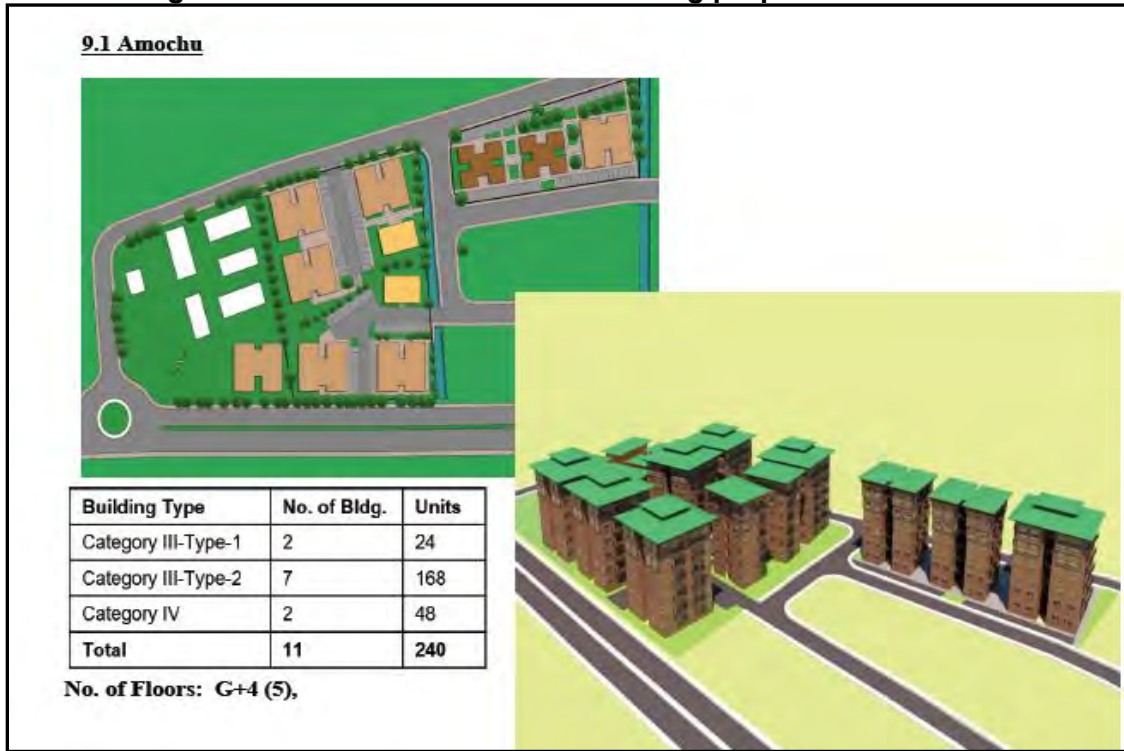 9.1 Amochu
Building Type No. of Bldg. Units
Category III-Type-1 2 24
Category III-Type-2 7 168
Category IV 2 48
Total 11 240
No. of Floors: G+4 (5),